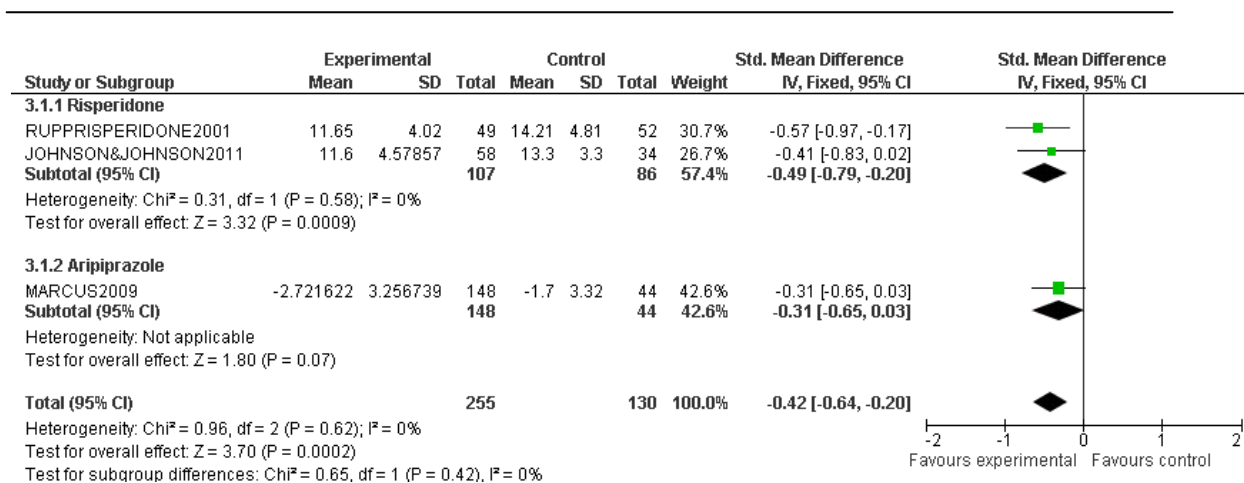 Experimental Control Std. Mean Difference Std. Mean Difference
Study or Subgroup Mean SD Total Mean SD Total Weight IV, Fixed, 95% CI IV, Fixed, 95% CI
3.1.1 Risperidone
RUPPRISPERIDONE2001 11.65 4.02 49 14.21 4.81 52 30.7% -0.57 [-0.97, -0.17]
JOHNSON&JOHNSON2011 11.6 4.57857 58 13.3 3.3 34 26.7% -0.41 [-0.83, 0.02]
Subtotal (95% CI) 107 86 57.4% -0.49 [-0.79, -0.20]
Heterogeneity: Chi² = 0.31, df = 1 (P = 0.58); I² = 0%
Test for overall effect: Z = 3.32 (P = 0.0009)
3.1.2 Aripiprazole
MARCUS2009 -2.721622 3.256739 148 -1.7 3.32 44 42.6% -0.31 [-0.65, 0.03]
Subtotal (95% CI) 148 44 42.6% -0.31 [-0.65, 0.03]
Heterogeneity: Not applicable
Test for overall effect: Z = 1.80 (P = 0.07)
Total (95% CI) 255 130 100.0% -0.42 [-0.64, -0.20]
Heterogeneity: Chi² = 0.96, df = 2 (P = 0.62); I² = 0%
Test for overall effect: Z = 3.70 (P = 0.0002)
Test for subgroup differences: Chi² = 0.65, df = 1 (P = 0.42), I² = 0%
-2 -1 0 1 2
Favours experimental Favours control